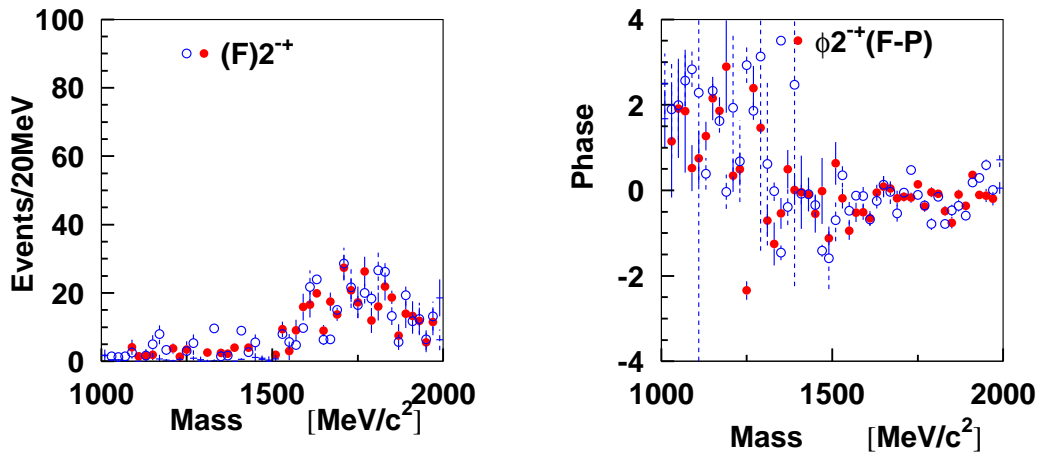 Events/20MeV
100
80
60
40
20
0
(F)2⁻⁺
1000 1500 2000
Mass [MeV/c²]
Phase
4
2
0
-2
-4
ϕ2⁻⁺(F-P)
1000 1500 2000
Mass [MeV/c²]